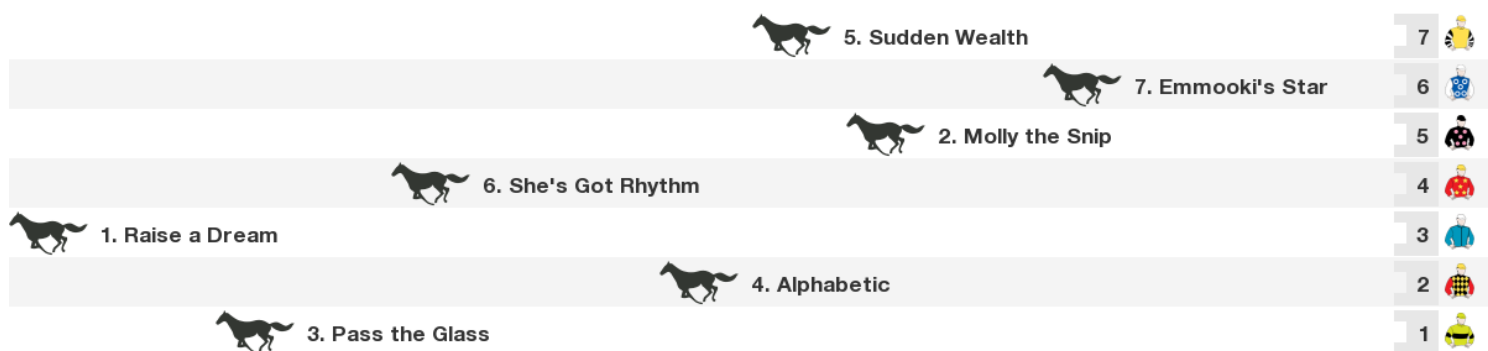 5. Sudden Wealth 7
7. Emmooki's Star 6
2. Molly the Snip 5
6. She's Got Rhythm 4
1. Raise a Dream 3
4. Alphabetic 2
3. Pass the Glass 1